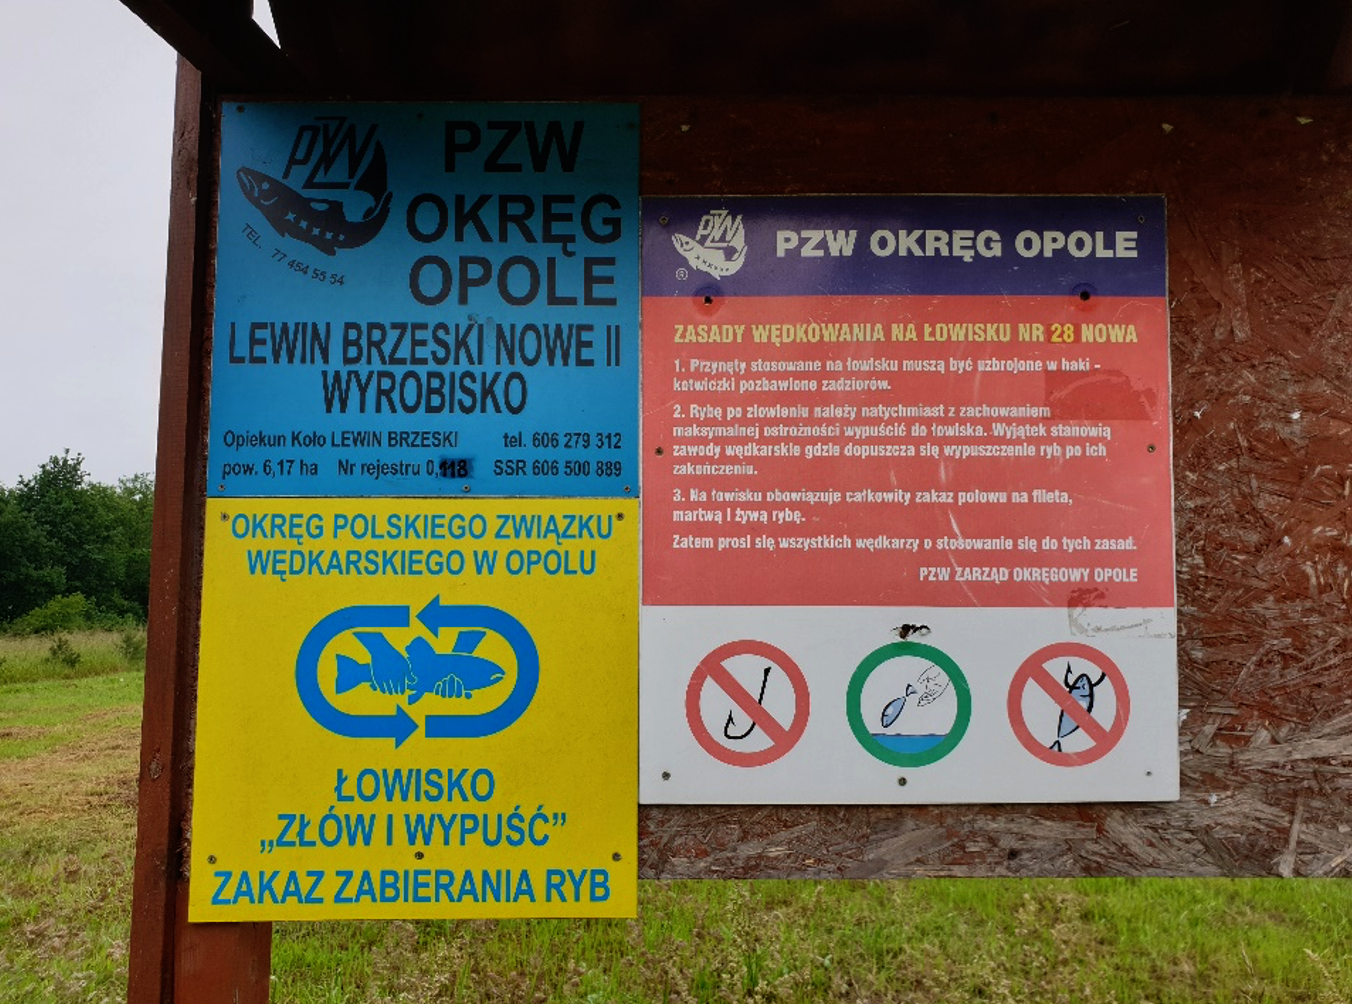 PZW
TEL. 77 454 55 54
PZW
OKRĘG
OPOLE
LEWIN BRZESKI NOWE II
WYROBISKO
Opiekun Koło LEWIN BRZESKI tel. 606 279 312
pow. 6,17 ha Nr rejestru 0,118 SSR 606 500 889
OKRĘG POLSKIEGO ZWIĄZKU
WĘDKARSKIEGO W OPOLU
ŁOWISKO
„ZŁÓW I WYPUŚĆ”
ZAKAZ ZABIERANIA RYB
PZW
®
PZW OKRĘG OPOLE
ZASADY WĘDKOWANIA NA ŁOWISKU NR 28 NOWA
1. Przynęty stosowane na łowisku muszą być uzbrojone w haki -
kotwiczki pozbawione zadziorów.
2. Rybę po złowieniu należy natychmiast z zachowaniem
maksymalnej ostrożności wypuścić do łowiska. Wyjątek stanowią
zawody wędkarskie gdzie dopuszcza się wypuszczenie ryb po ich
zakończeniu.
3. Na łowisku obowiązuje całkowity zakaz połowu na fileta,
martwą i żywą rybę.
Zatem prosi się wszystkich wędkarzy o stosowanie się do tych zasad.
PZW ZARZĄD OKRĘGOWY OPOLE